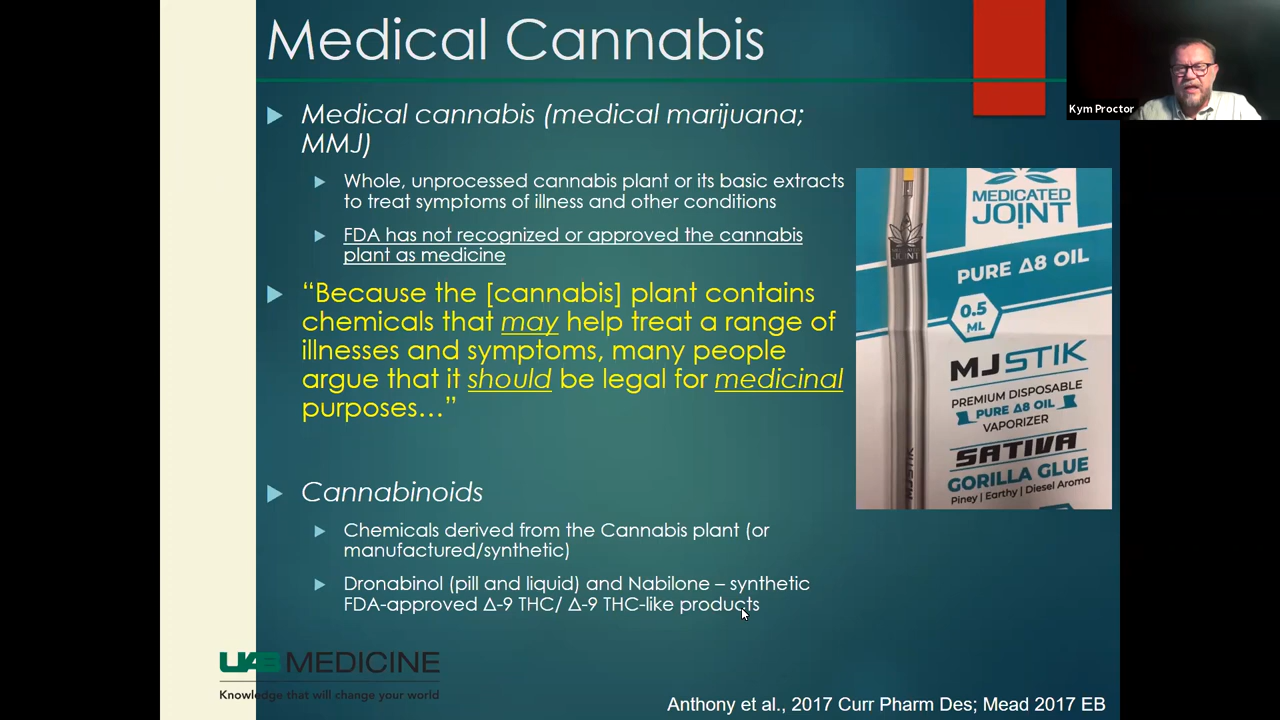 Medical Cannabis
Kym Proctor
Medical cannabis (medical marijuana;
MMJ)
Whole, unprocessed cannabis plant or its basic extracts
to treat symptoms of illness and other conditions
FDA has not recognized or approved the cannabis
plant as medicine
“Because the [cannabis] plant contains
chemicals that may help treat a range of
illnesses and symptoms, many people
argue that it should be legal for medicinal
purposes…”
Cannabinoids
Chemicals derived from the Cannabis plant (or
manufactured/synthetic)
Dronabinol (pill and liquid) and Nabilone – synthetic
FDA-approved Δ-9 THC/ Δ-9 THC-like products
MEDICATED
JOINT
PURE Δ8 OIL
0.5
ML
MJSTIK
PREMIUM DISPOSABLE
PURE Δ8 OIL
VAPORIZER
SATIVA
GORILLA GLUE
Piney | Earthy | Diesel Aroma
MEDICATED
JOINT
MJSTIK
UAB MEDICINE
Knowledge that will change your world
Anthony et al., 2017 Curr Pharm Des; Mead 2017 EB